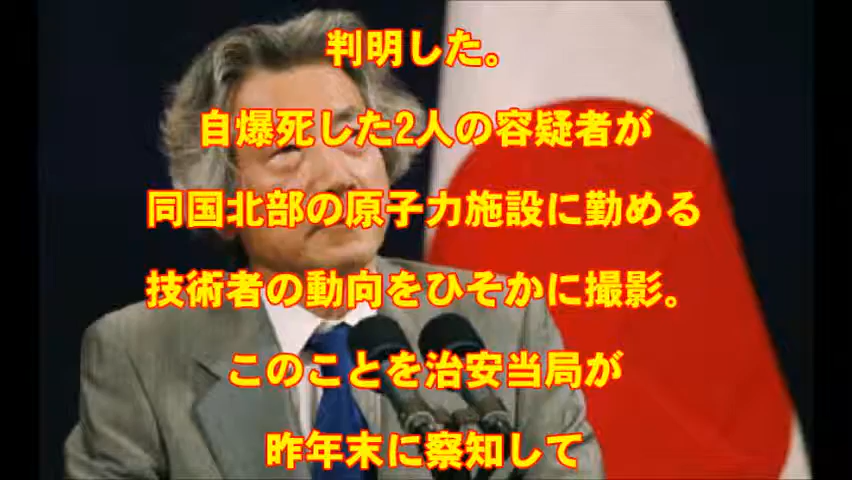 判明した。
自爆死した2人の容疑者が
同国北部の原子力施設に勤める
技術者の動向をひそかに撮影。
このことを治安当局が
昨年末に察知して